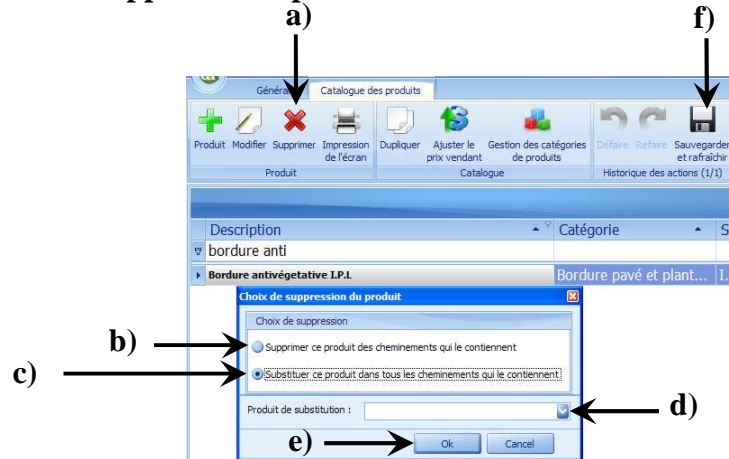 a)
f)
Général
Catalogue des produits
Produit Modifier Supprimer Impression de l'écran
Dupliquer Ajuster le prix vendant Gestion des catégories de produits
Défaire Refaire Sauvegarder et rafraîchir
Produit
Catalogue
Historique des actions (1/1)
Description Catégorie S
bordure anti
Bordure antivégetative I.P.L Bordure pavé et plant... I.
Choix de suppression du produit
Choix de suppression
b) Supprimer ce produit des cheminements qui le contiennent
c) Substituer ce produit dans tous les cheminements qui le contiennent
Produit de substitution :
d)
e) Ok Cancel